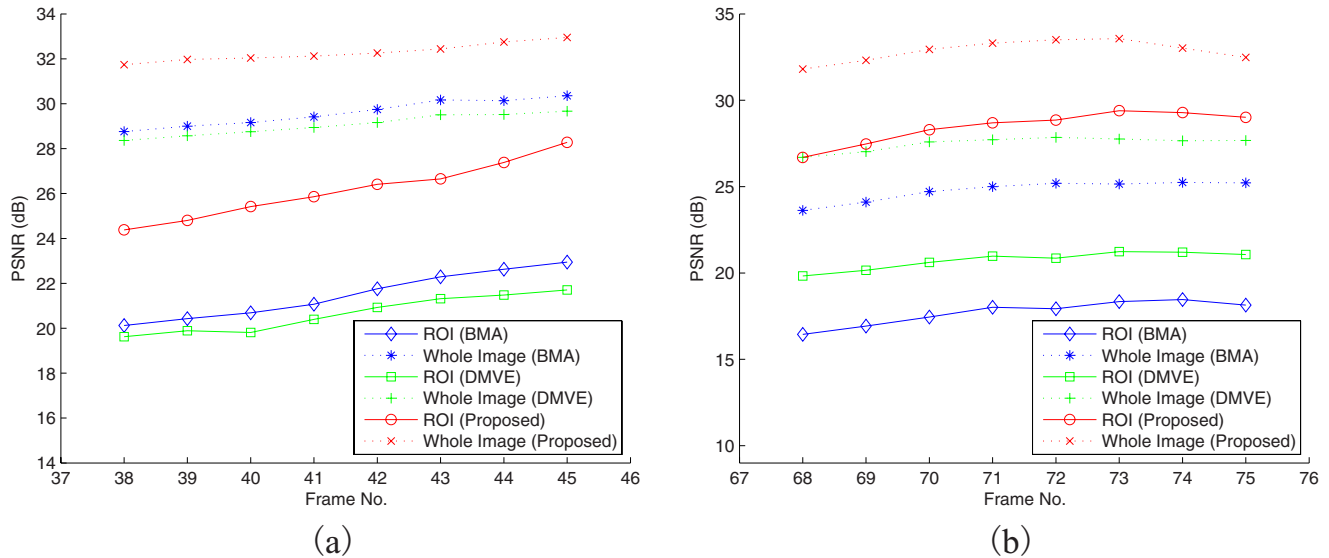 34
32
30
28
26
24
22
20
18
16
14
PSNR (dB)
37 38 39 40 41 42 43 44 45 46
Frame No.
ROI (BMA)
Whole Image (BMA)
ROI (DMVE)
Whole Image (DMVE)
ROI (Proposed)
Whole Image (Proposed)
(a)
35
30
25
20
15
10
PSNR (dB)
67 68 69 70 71 72 73 74 75 76
Frame No.
ROI (BMA)
Whole Image (BMA)
ROI (DMVE)
Whole Image (DMVE)
ROI (Proposed)
Whole Image (Proposed)
(b)